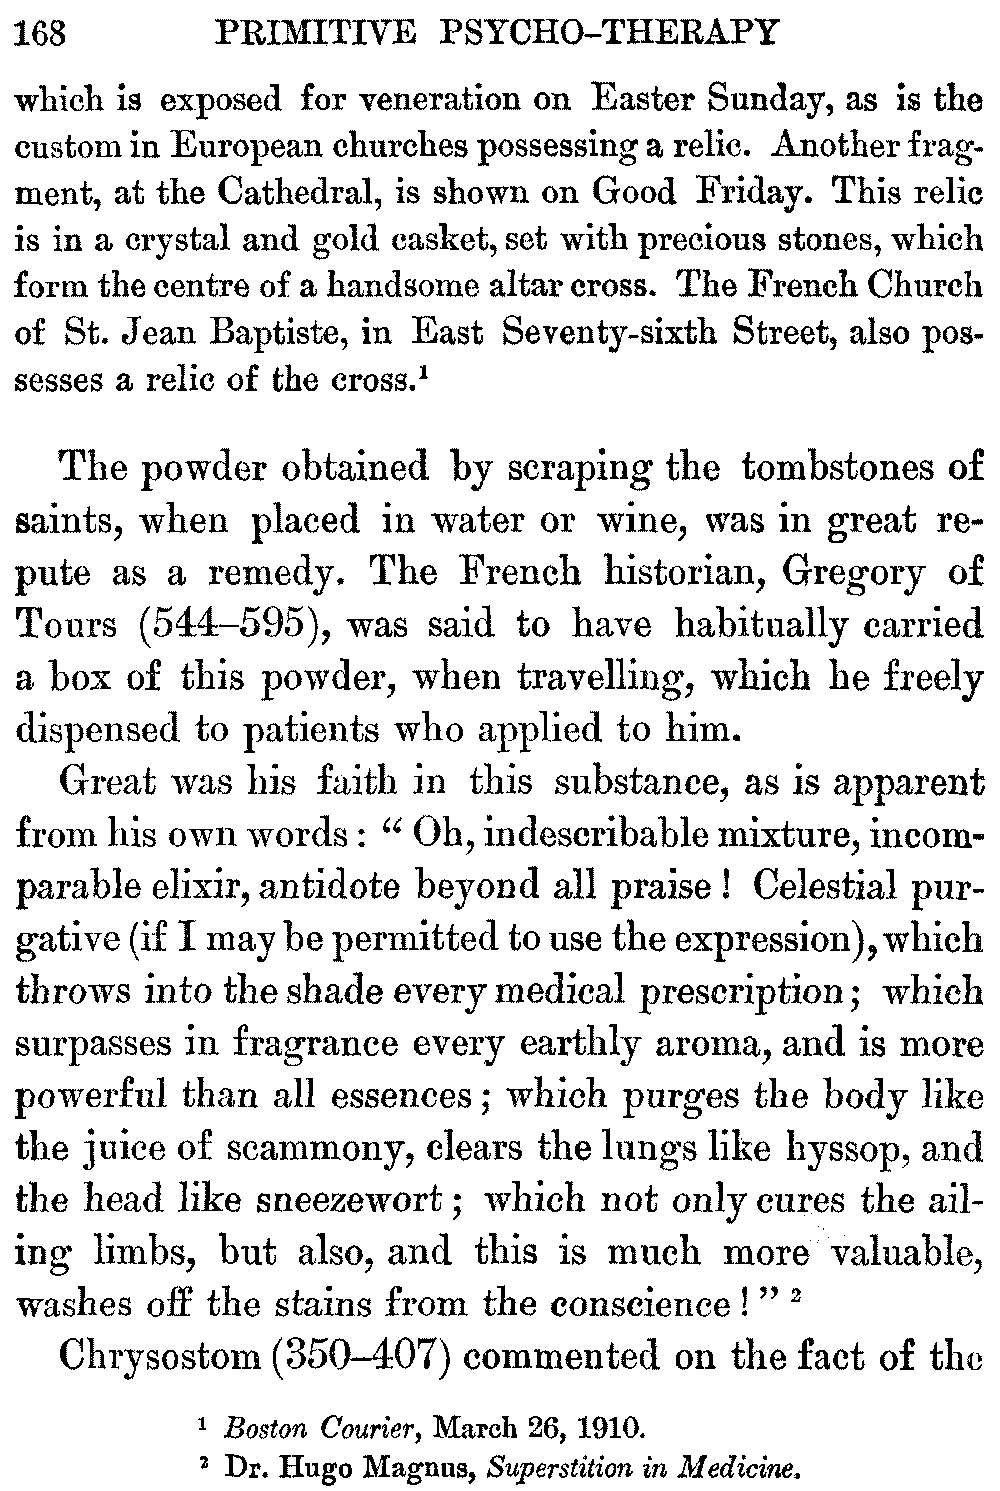 168 PRIMITIVE PSYCHO-THERAPY
which is exposed for veneration on Easter Sunday, as is the
custom in European churches possessing a relic. Another frag-
ment, at the Cathedral, is shown on Good Friday. This relic
is in a crystal and gold casket, set with precious stones, which
form the centre of a handsome altar cross. The French Church
of St. Jean Baptiste, in East Seventy-sixth Street, also pos-
sesses a relic of the cross.¹
The powder obtained by scraping the tombstones of
saints, when placed in water or wine, was in great re-
pute as a remedy. The French historian, Gregory of
Tours (544–595), was said to have habitually carried
a box of this powder, when travelling, which he freely
dispensed to patients who applied to him.
Great was his faith in this substance, as is apparent
from his own words: “ Oh, indescribable mixture, incom-
parable elixir, antidote beyond all praise ! Celestial pur-
gative (if I may be permitted to use the expression), which
throws into the shade every medical prescription ; which
surpasses in fragrance every earthly aroma, and is more
powerful than all essences ; which purges the body like
the juice of scammony, clears the lungs like hyssop, and
the head like sneezewort ; which not only cures the ail-
ing limbs, but also, and this is much more valuable,
washes off the stains from the conscience ! ” ²
Chrysostom (350–407) commented on the fact of the
¹ Boston Courier, March 26, 1910.
² Dr. Hugo Magnus, Superstition in Medicine.